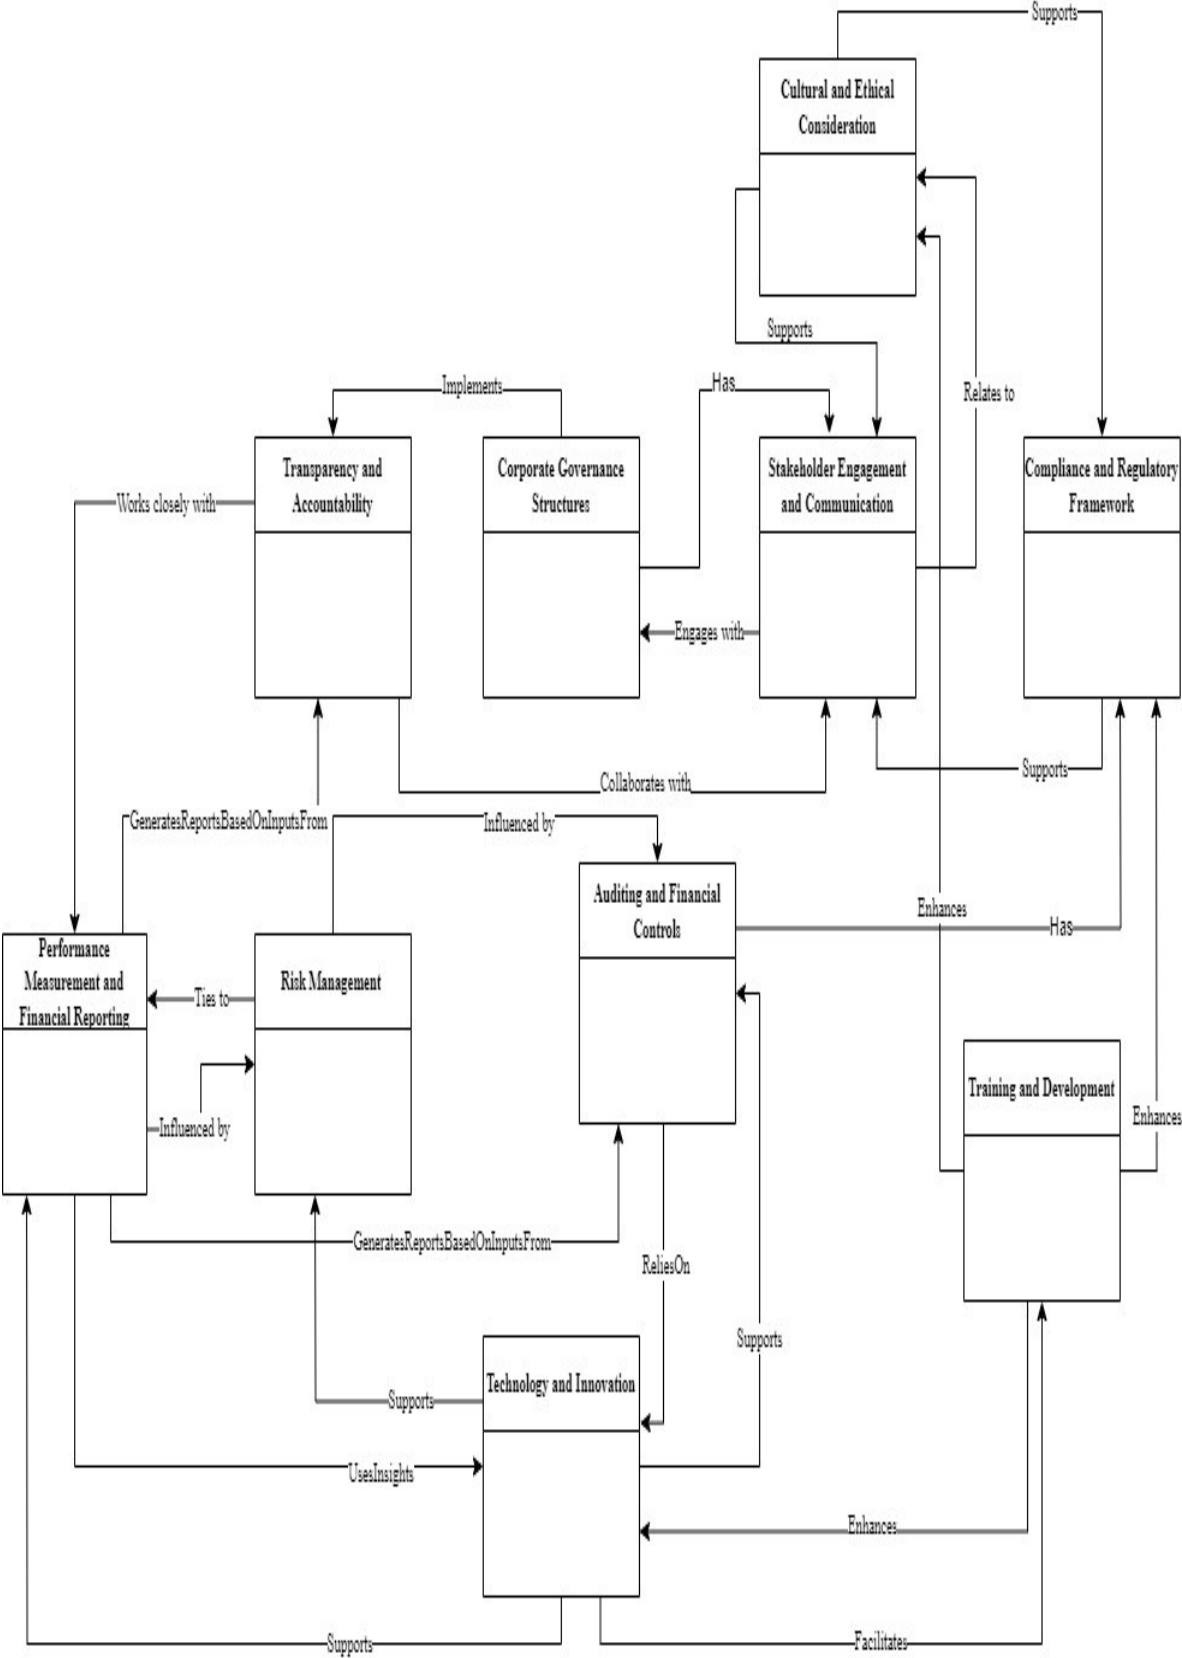 Supports
Cultural and Ethical
Consideration
Supports
Implements
Has
Relates to
Transparency and
Accountability
Corporate Governance
Structures
Stakeholder Engagement
and Communication
Compliance and Regulatory
Framework
Works closely with
Engages with
Supports
Collaborates with
GeneratesReportsBasedOnInputsFrom
Influenced by
Auditing and Financial
Controls
Enhances
Has
Performance
Measurement and
Financial Reporting
Risk Management
Ties to
Training and Development
Influenced by
Enhances
GeneratesReportsBasedOnInputsFrom
ReliesOn
Supports
Technology and Innovation
Supports
UsesInsights
Enhances
Supports
Facilitates